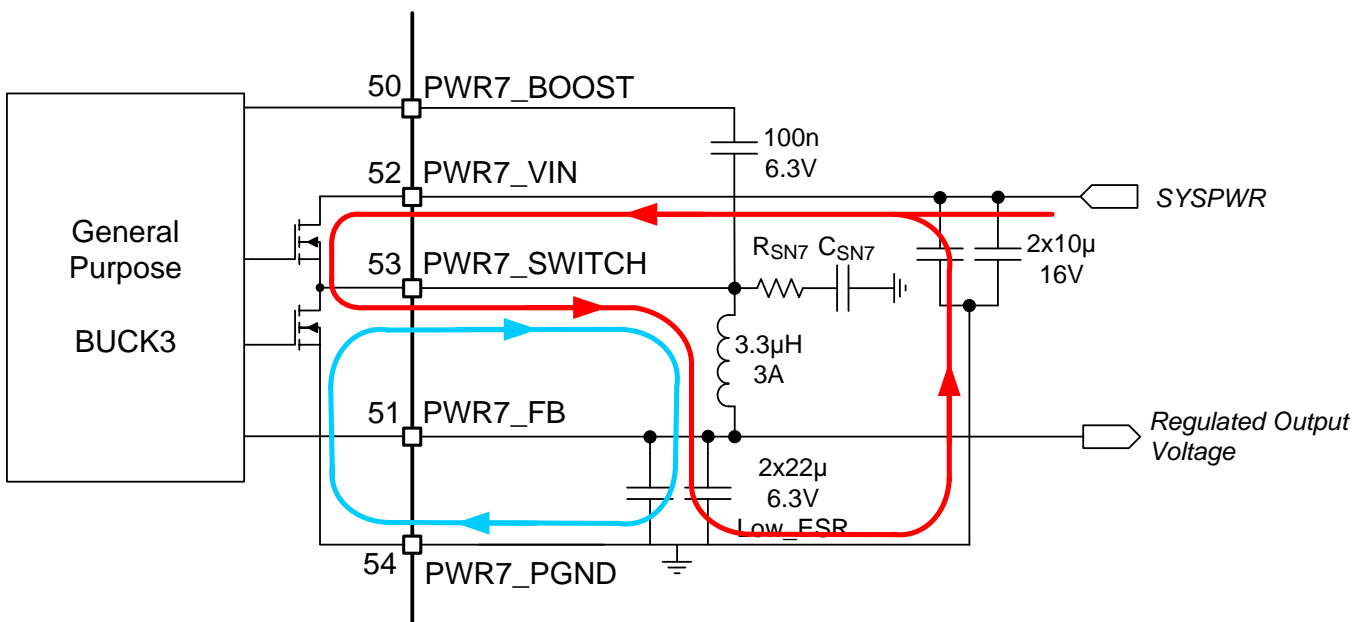 50
PWR7_BOOST
100n
6.3V
52
PWR7_VIN
SYSPWR
General
Purpose
BUCK3
53
PWR7_SWITCH
RSN7
CSN7
2x10µ
16V
3.3µH
3A
51
PWR7_FB
Regulated Output
Voltage
2x22µ
6.3V
Low_ESR
54
PWR7_PGND